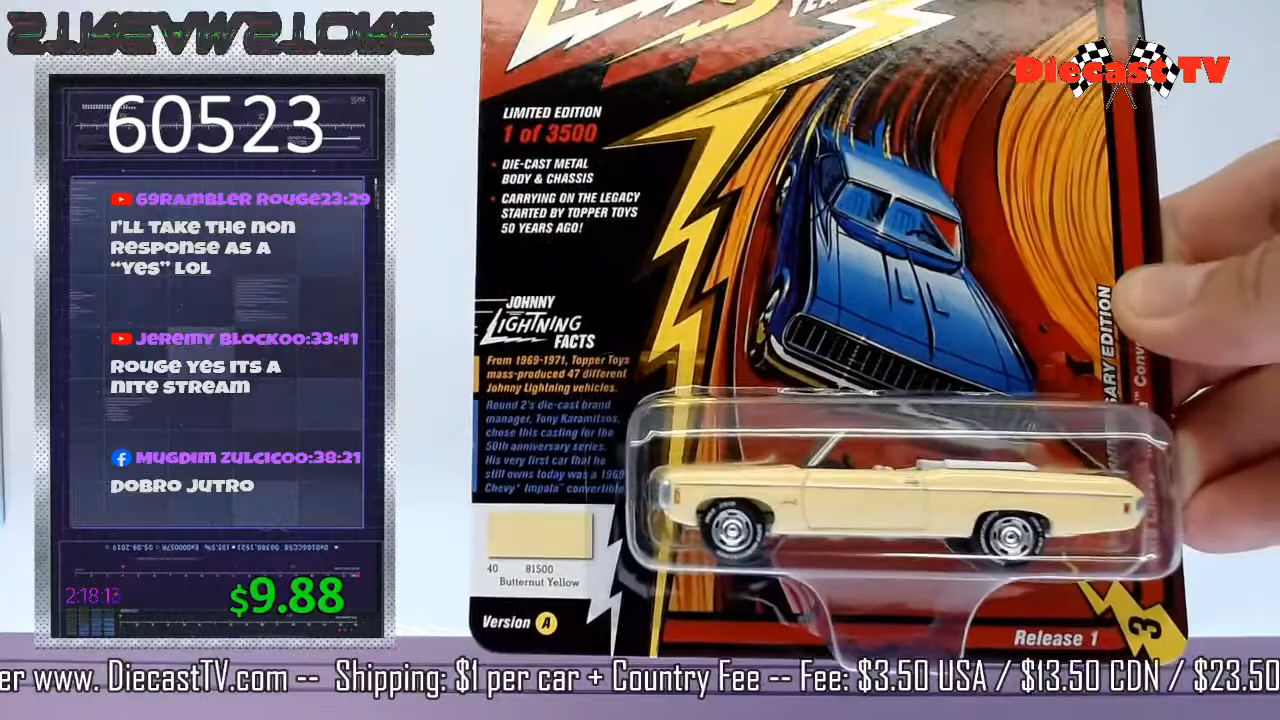 60523
69Rambler Rouge23:29
I'll take the non
response as a
"yes" LOL
Jeremy Block00:33:41
Rouge yes its a
nite stream
Mugdim Zulcic00:38:21
Dobro jutro
2:18:13
$9.88
Diecast TV
LIMITED EDITION
1 of 3500
DIE-CAST METAL
BODY & CHASSIS
CARRYING ON THE LEGACY
STARTED BY TOPPER TOYS
50 YEARS AGO!
JOHNNY
LIGHTNING
FACTS
From 1969-1971, Topper Toys
mass-produced 47 different
Johnny Lightning vehicles.
Round 2's die-cast brand
manager, Tony Karamitsos,
chose this casting for the
50th anniversary series.
His very first car that he
still owns today was a 1969
Chevy® Impala™ convertible
40 81500
Butternut Yellow
Version A
Release 1
3
er www. DiecastTV.com -- Shipping: $1 per car + Country Fee -- Fee: $3.50 USA / $13.50 CDN / $23.50